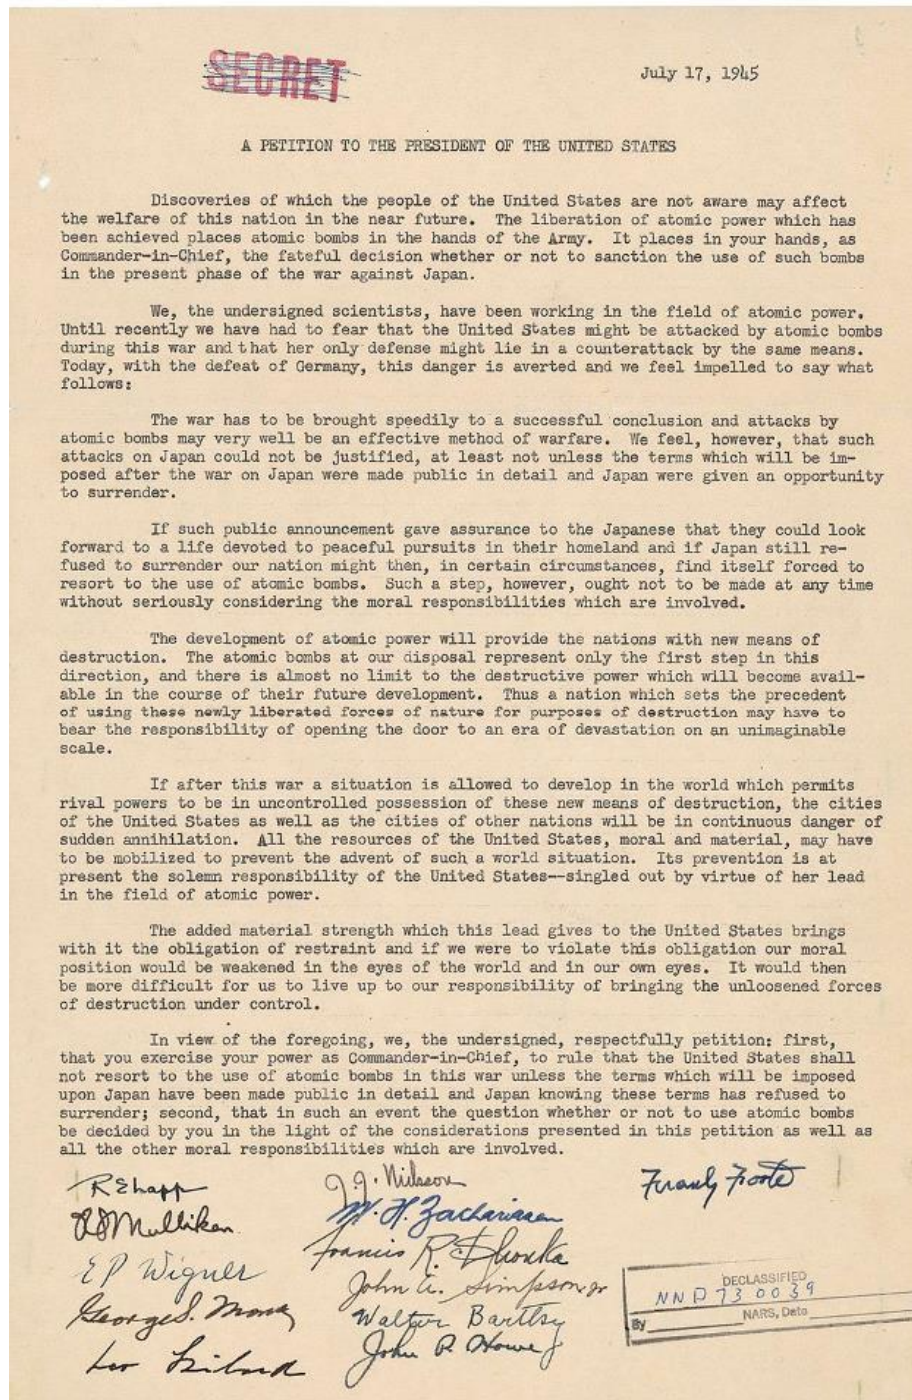 SECRET
July 17, 1945
A PETITION TO THE PRESIDENT OF THE UNITED STATES
Discoveries of which the people of the United States are not aware may affect
the welfare of this nation in the near future. The liberation of atomic power which has
been achieved places atomic bombs in the hands of the Army. It places in your hands, as
Commander-in-Chief, the fateful decision whether or not to sanction the use of such bombs
in the present phase of the war against Japan.
We, the undersigned scientists, have been working in the field of atomic power.
Until recently we have had to fear that the United States might be attacked by atomic bombs
during this war and that her only defense might lie in a counterattack by the same means.
Today, with the defeat of Germany, this danger is averted and we feel impelled to say what
follows:
The war has to be brought speedily to a successful conclusion and attacks by
atomic bombs may very well be an effective method of warfare. We feel, however, that such
attacks on Japan could not be justified, at least not unless the terms which will be im-
posed after the war on Japan were made public in detail and Japan were given an opportunity
to surrender.
If such public announcement gave assurance to the Japanese that they could look
forward to a life devoted to peaceful pursuits in their homeland and if Japan still re-
fused to surrender our nation might then, in certain circumstances, find itself forced to
resort to the use of atomic bombs. Such a step, however, ought not to be made at any time
without seriously considering the moral responsibilities which are involved.
The development of atomic power will provide the nations with new means of
destruction. The atomic bombs at our disposal represent only the first step in this
direction, and there is almost no limit to the destructive power which will become avail-
able in the course of their future development. Thus a nation which sets the precedent
of using these newly liberated forces of nature for purposes of destruction may have to
bear the responsibility of opening the door to an era of devastation on an unimaginable
scale.
If after this war a situation is allowed to develop in the world which permits
rival powers to be in uncontrolled possession of these new means of destruction, the cities
of the United States as well as the cities of other nations will be in continuous danger of
sudden annihilation. All the resources of the United States, moral and material, may have
to be mobilized to prevent the advent of such a world situation. Its prevention is at
present the solemn responsibility of the United States--singled out by virtue of her lead
in the field of atomic power.
The added material strength which this lead gives to the United States brings
with it the obligation of restraint and if we were to violate this obligation our moral
position would be weakened in the eyes of the world and in our own eyes. It would then
be more difficult for us to live up to our responsibility of bringing the unloosened forces
of destruction under control.
In view of the foregoing, we, the undersigned, respectfully petition: first,
that you exercise your power as Commander-in-Chief, to rule that the United States shall
not resort to the use of atomic bombs in this war unless the terms which will be imposed
upon Japan have been made public in detail and Japan knowing these terms has refused to
surrender; second, that in such an event the question whether or not to use atomic bombs
be decided by you in the light of the considerations presented in this petition as well as
all the other moral responsibilities which are involved.
R E Lapp
R S Mulliken
E P Wigner
George S. Monk
Leo Szilard
J. J. Nickson
W. H. Zachariasen
Francis R. Shonka
John A. Simpson Jr
Walter Bartky
John P. Howe Jr
Frank Foote
DECLASSIFIED
NND 730039
By NARS, Date